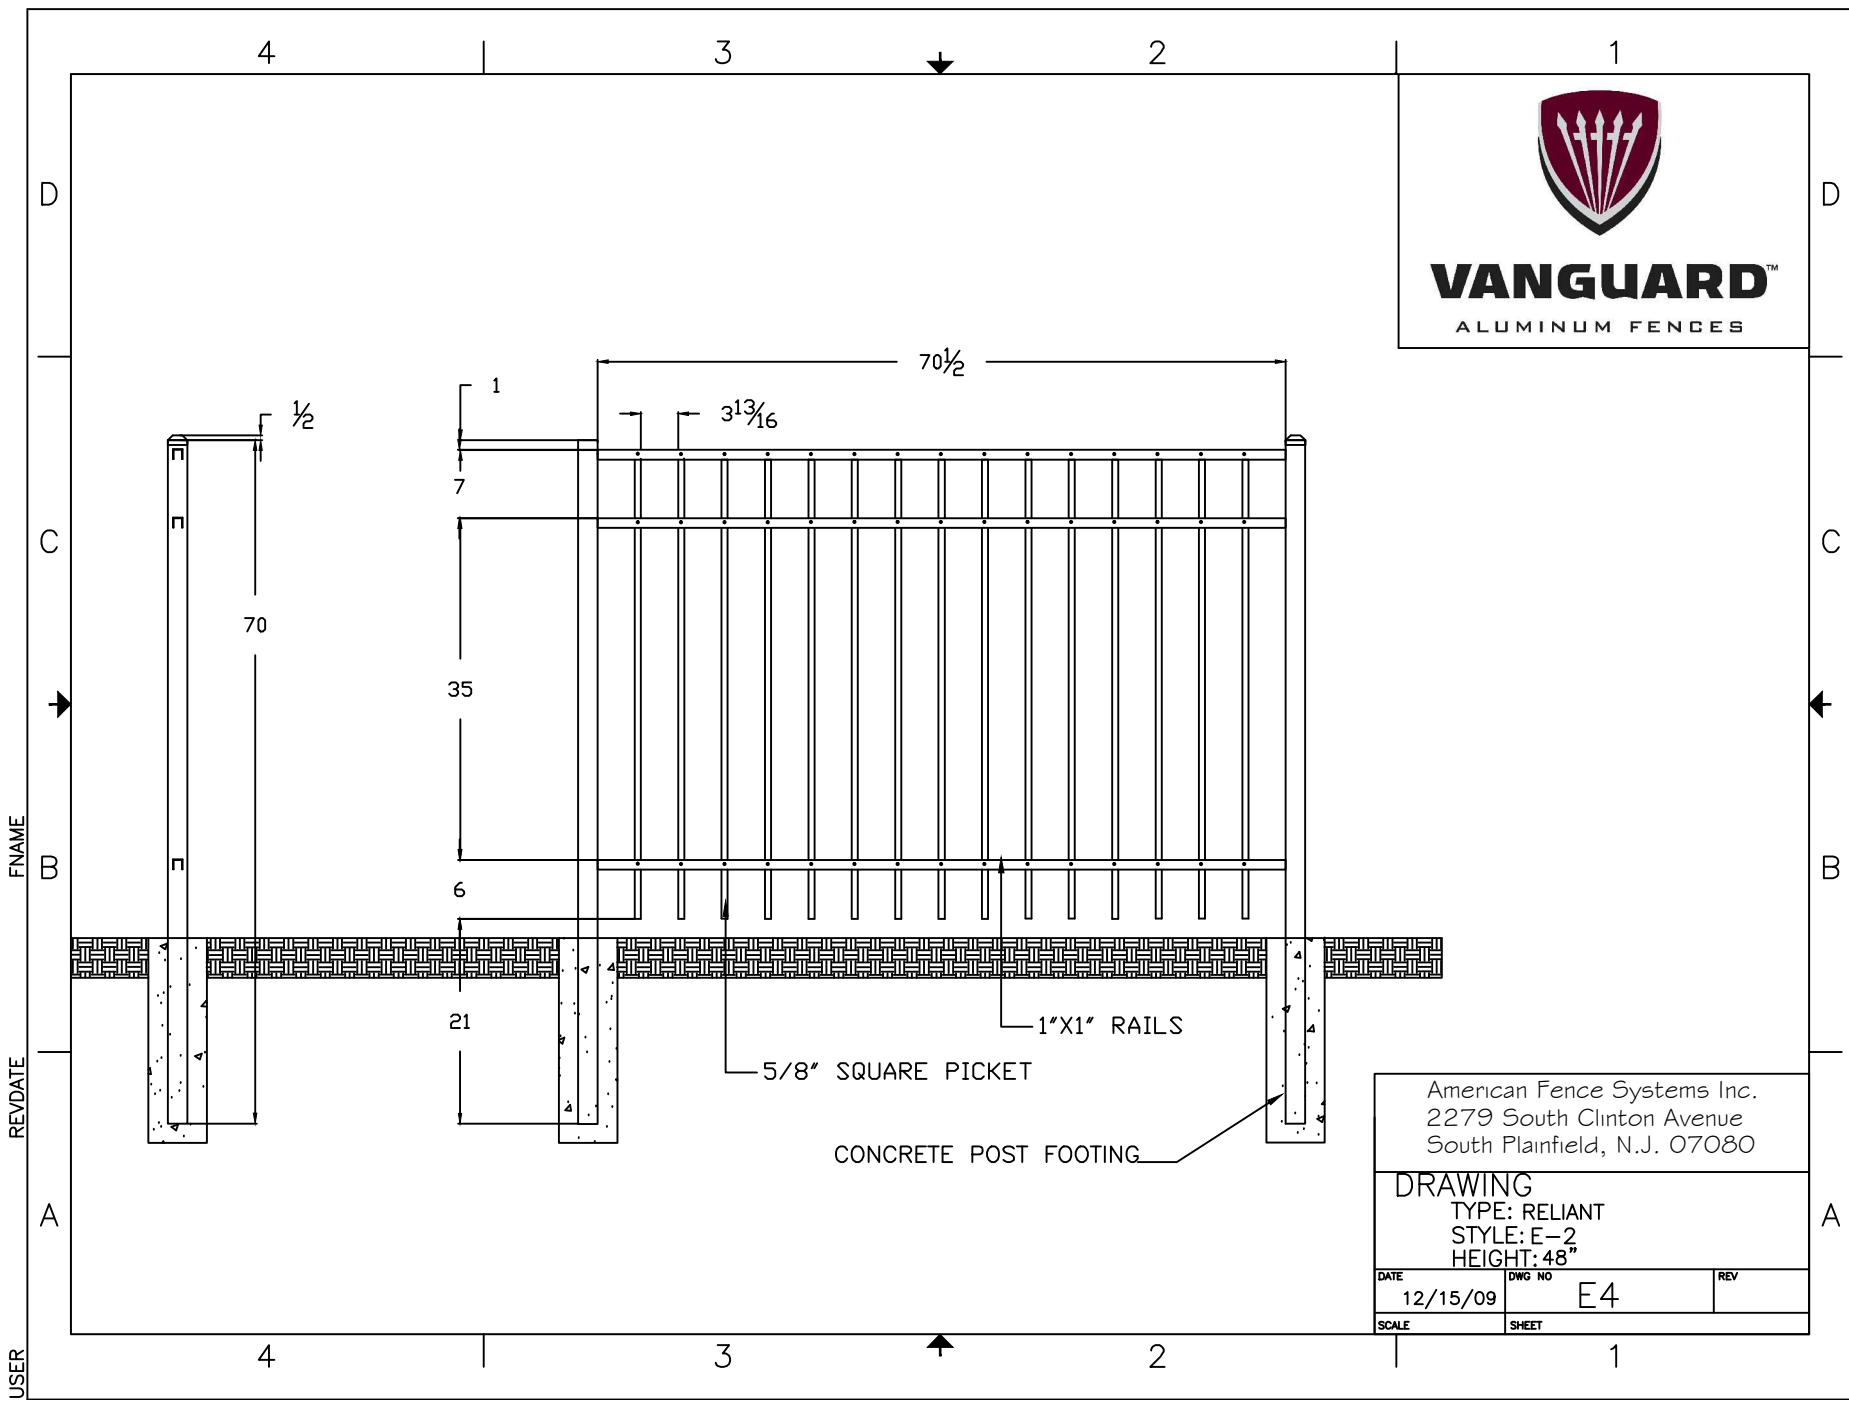 4 3 2 1
D D
VANGUARD™
ALUMINUM FENCES
70½
1
½
3 13/16
7
C C
70
35
FNAME
B B
6
21
1"X1" RAILS
5/8" SQUARE PICKET
REVDATE
CONCRETE POST FOOTING
American Fence Systems Inc.
2279 South Clinton Avenue
South Plainfield, N.J. 07080
DRAWING
TYPE: RELIANT
A A
STYLE: E-2
HEIGHT: 48"
DATE DWG NO REV
12/15/09 E4
SCALE SHEET
4 3 2 1
USER